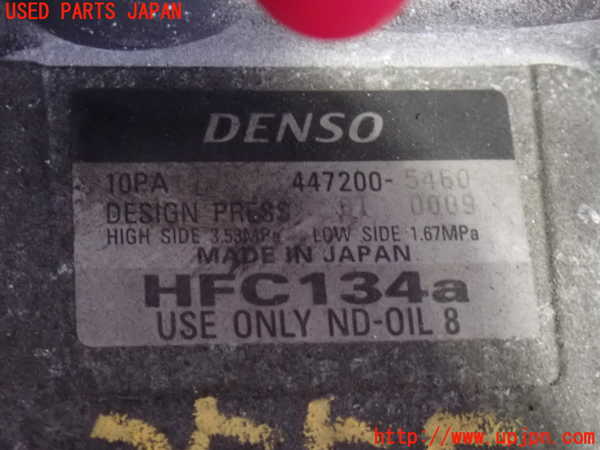 USED PARTS JAPAN
DENSO
10PA 447200-5460
DESIGN PRESS 0009
HIGH SIDE 3.53MPa LOW SIDE 1.67MPa
MADE IN JAPAN
HFC134a
USE ONLY ND-OIL 8
http://www.upjpn.com